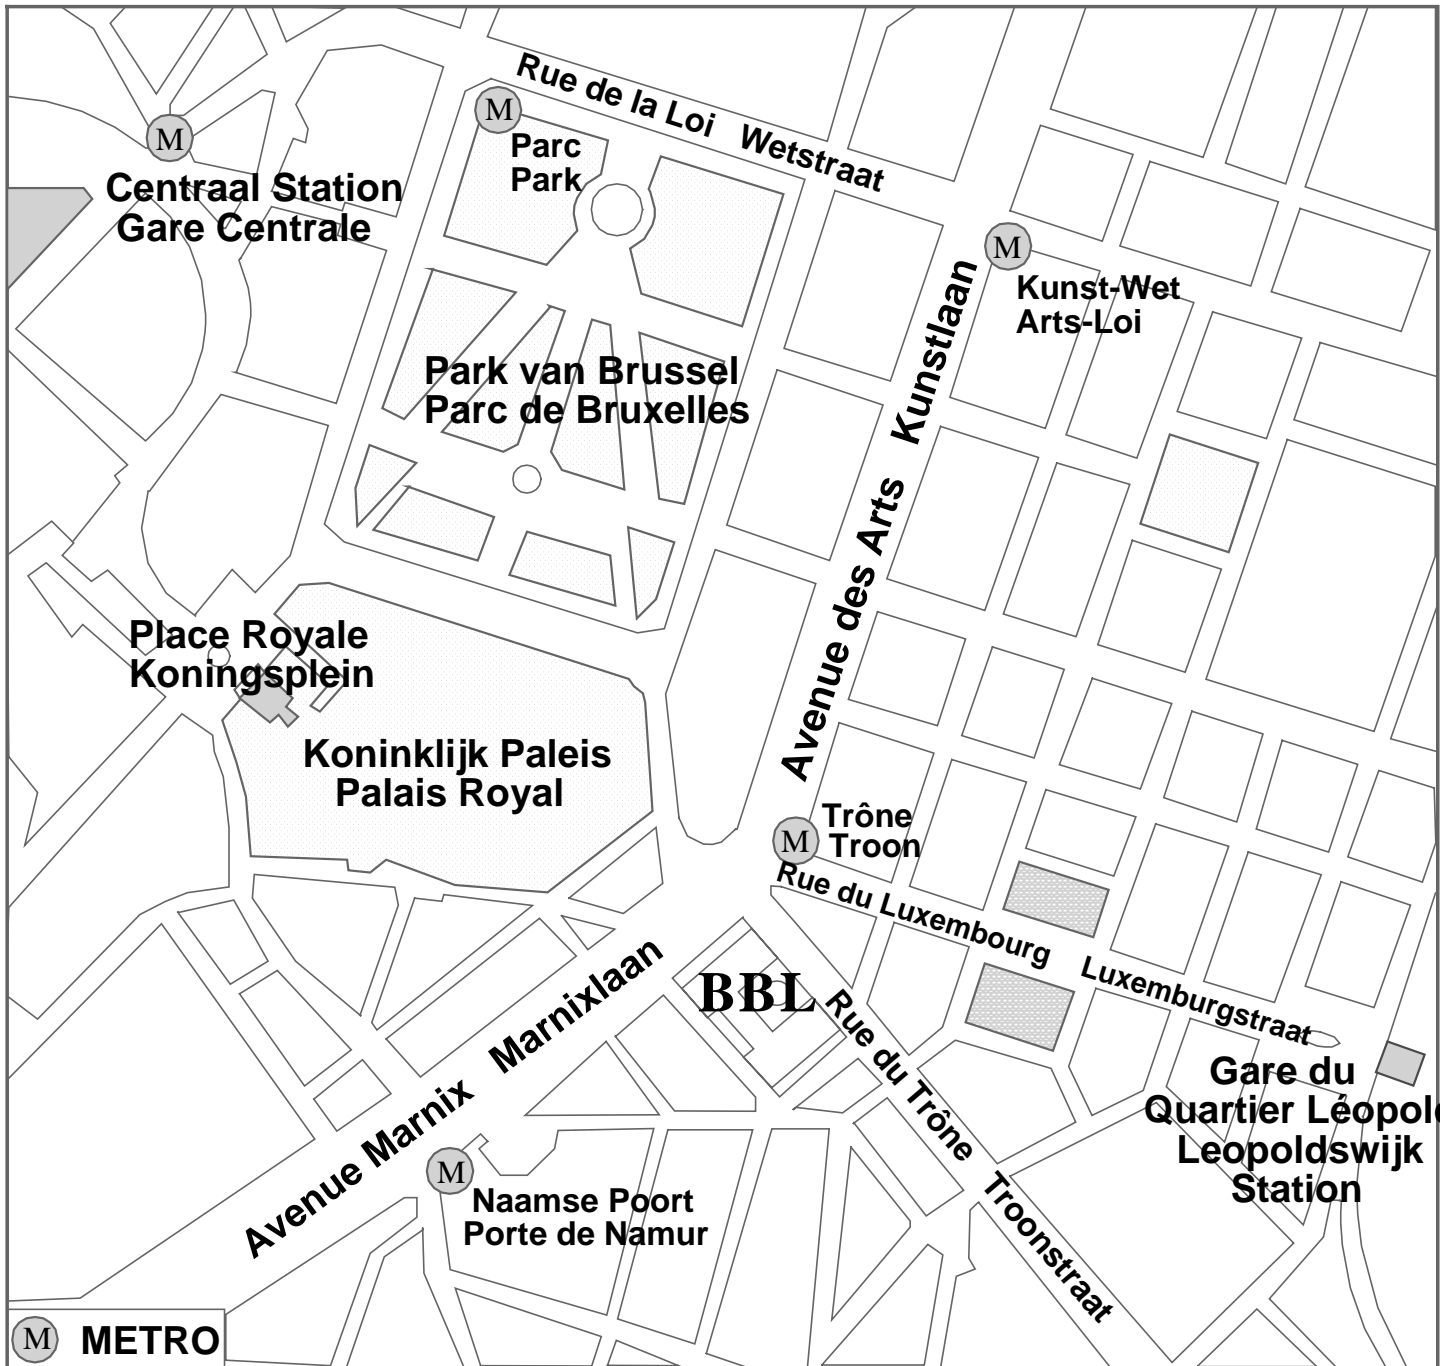 Rue de la Loi Wetstraat
M
Parc
Park
M
Centraal Station
Gare Centrale
M
Kunst-Wet
Arts-Loi
Park van Brussel
Parc de Bruxelles
Avenue des Arts Kunstlaan
Place Royale
Koningsplein
Koninklijk Paleis
Palais Royal
M
Trône
Troon
Rue du Luxembourg Luxemburgstraat
BBL
Avenue Marnix Marnixlaan
Rue du Trône Troonstraat
Gare du
Quartier Léopol
Leopoldswijk
Station
M
Naamse Poort
Porte de Namur
M METRO